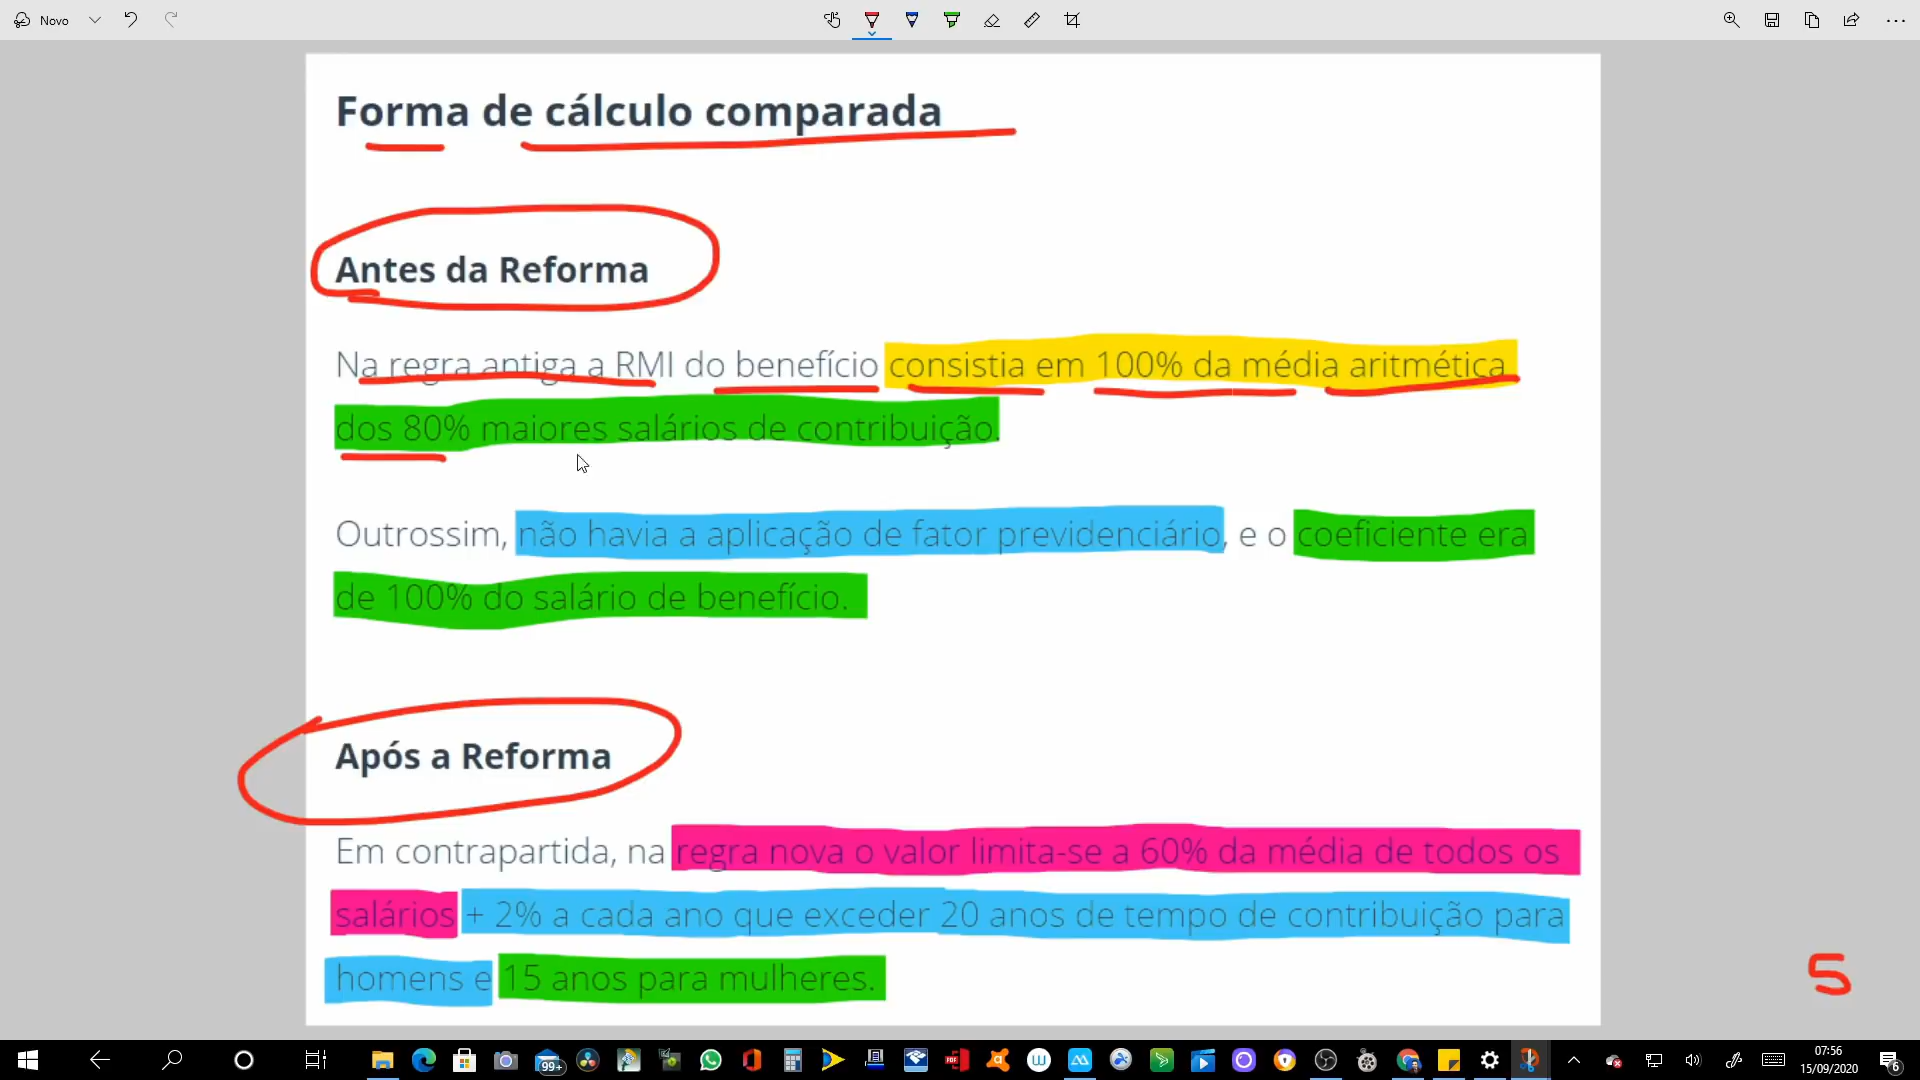 Novo
Forma de cálculo comparada
Antes da Reforma
Na regra antiga a RMI do benefício consistia em 100% da média aritmética
dos 80% maiores salários de contribuição.
Outrossim, não havia a aplicação de fator previdenciário, e o coeficiente era
de 100% do salário de benefício.
Após a Reforma
Em contrapartida, na regra nova o valor limita-se a 60% da média de todos os
salários + 2% a cada ano que exceder 20 anos de tempo de contribuição para
homens e 15 anos para mulheres.
5
99+
07:56
15/09/2020
6